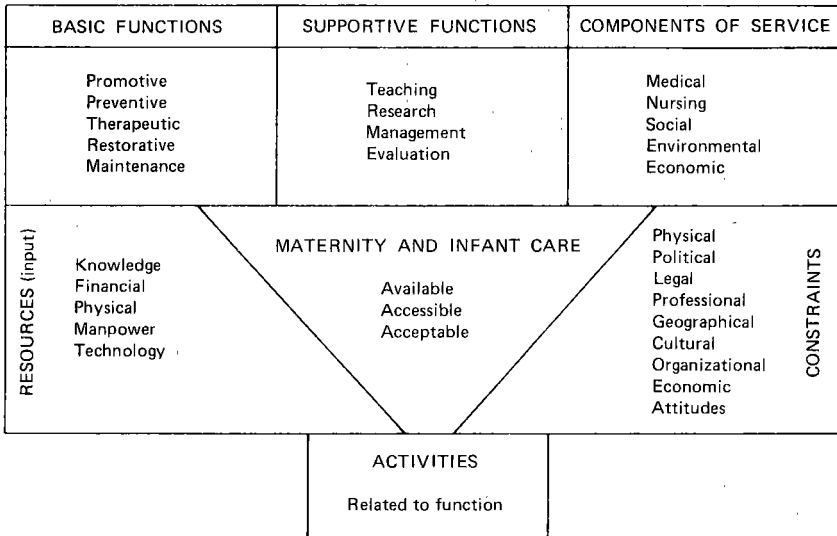 BASIC FUNCTIONS
SUPPORTIVE FUNCTIONS
COMPONENTS OF SERVICE
Promotive
Preventive
Therapeutic
Restorative
Maintenance
Teaching
Research
Management
Evaluation
Medical
Nursing
Social
Environmental
Economic
RESOURCES (input)
Knowledge
Financial
Physical
Manpower
Technology
MATERNITY AND INFANT CARE
Available
Accessible
Acceptable
Physical
Political
Legal
Professional
Geographical
Cultural
Organizational
Economic
Attitudes
CONSTRAINTS
ACTIVITIES
Related to function